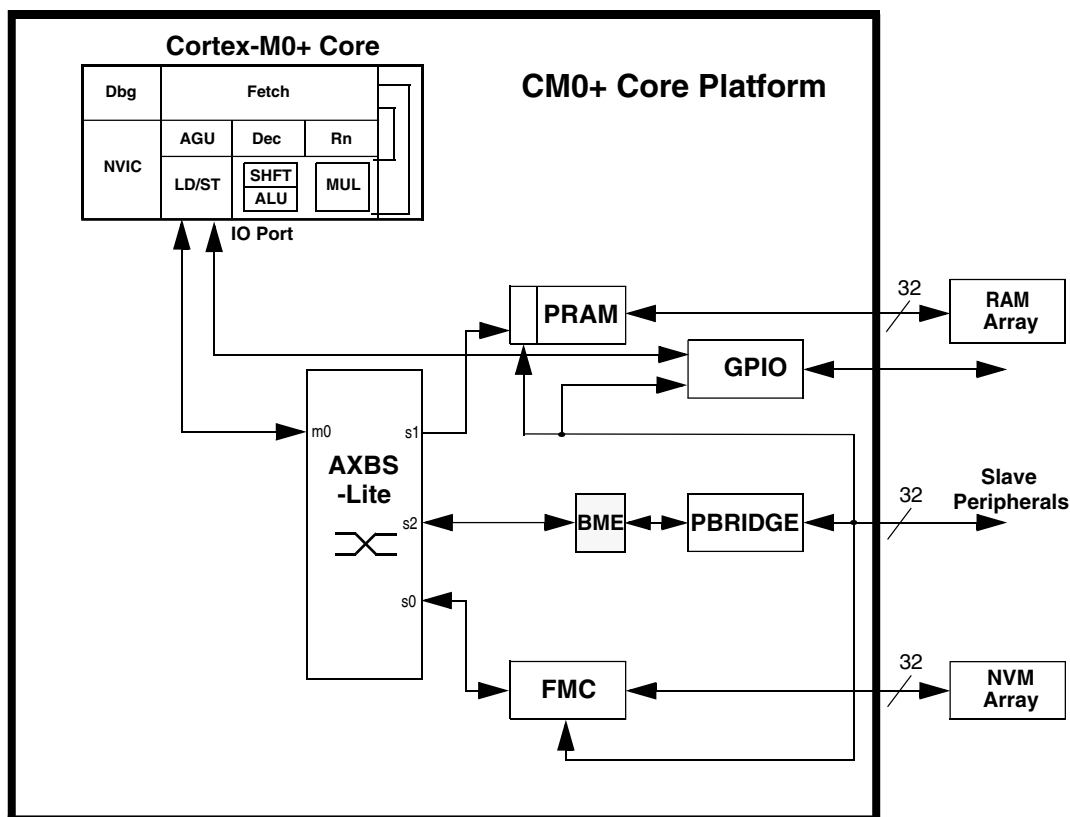 Cortex-M0+ Core
CM0+ Core Platform
Dbg
Fetch
AGU
Dec
Rn
NVIC
LD/ST
SHFT
ALU
MUL
IO Port
32
RAM
Array
PRAM
GPIO
m0
s1
AXBS
-Lite
s2
s0
BME
PBRIDGE
32
Slave
Peripherals
FMC
32
NVM
Array